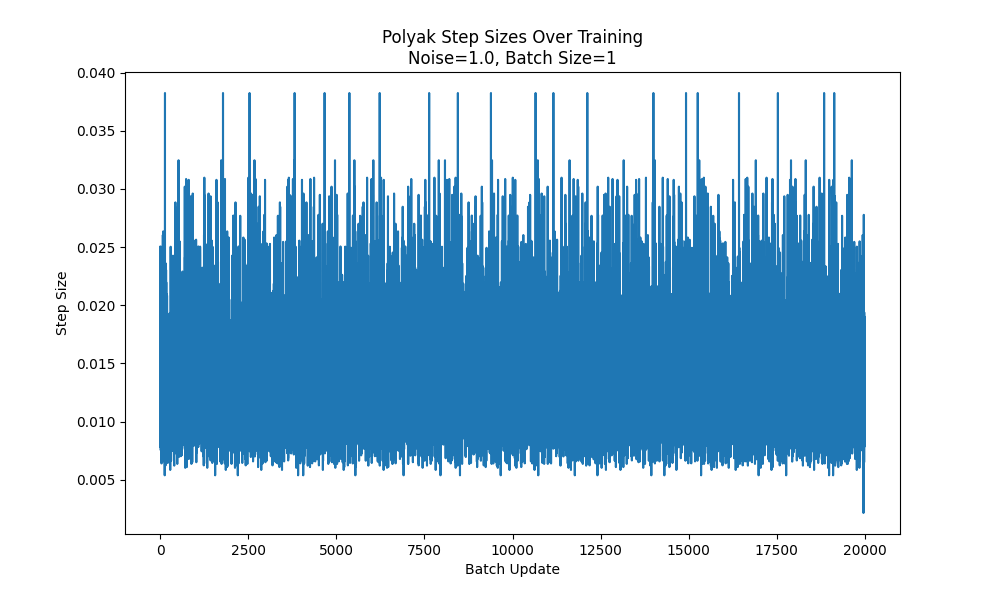 Polyak Step Sizes Over Training
Noise=1.0, Batch Size=1
0.040
0.035
0.030
0.025
0.020
0.015
0.010
0.005
Step Size
0 2500 5000 7500 10000 12500 15000 17500 20000
Batch Update